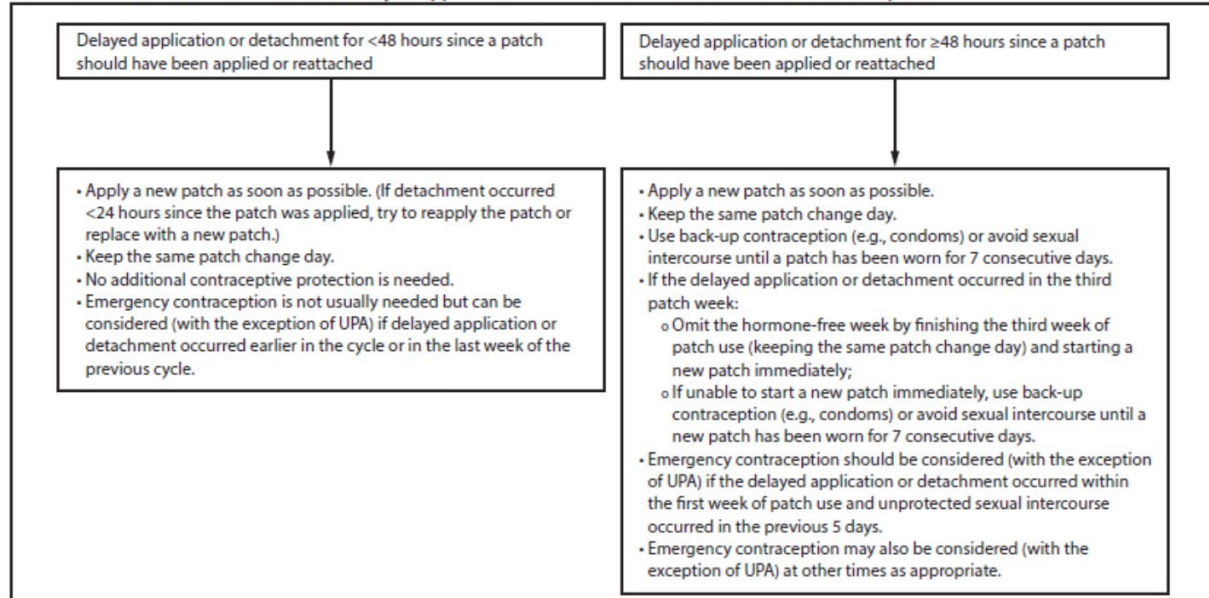 Delayed application or detachment for <48 hours since a patch
should have been applied or reattached
• Apply a new patch as soon as possible. (If detachment occurred
<24 hours since the patch was applied, try to reapply the patch or
replace with a new patch.)
• Keep the same patch change day.
• No additional contraceptive protection is needed.
• Emergency contraception is not usually needed but can be
considered (with the exception of UPA) if delayed application or
detachment occurred earlier in the cycle or in the last week of the
previous cycle.
Delayed application or detachment for ≥48 hours since a patch
should have been applied or reattached
• Apply a new patch as soon as possible.
• Keep the same patch change day.
• Use back-up contraception (e.g., condoms) or avoid sexual
intercourse until a patch has been worn for 7 consecutive days.
• If the delayed application or detachment occurred in the third
patch week:
o Omit the hormone-free week by finishing the third week of
patch use (keeping the same patch change day) and starting a
new patch immediately;
o If unable to start a new patch immediately, use back-up
contraception (e.g., condoms) or avoid sexual intercourse until a
new patch has been worn for 7 consecutive days.
• Emergency contraception should be considered (with the exception
of UPA) if the delayed application or detachment occurred within
the first week of patch use and unprotected sexual intercourse
occurred in the previous 5 days.
• Emergency contraception may also be considered (with the
exception of UPA) at other times as appropriate.